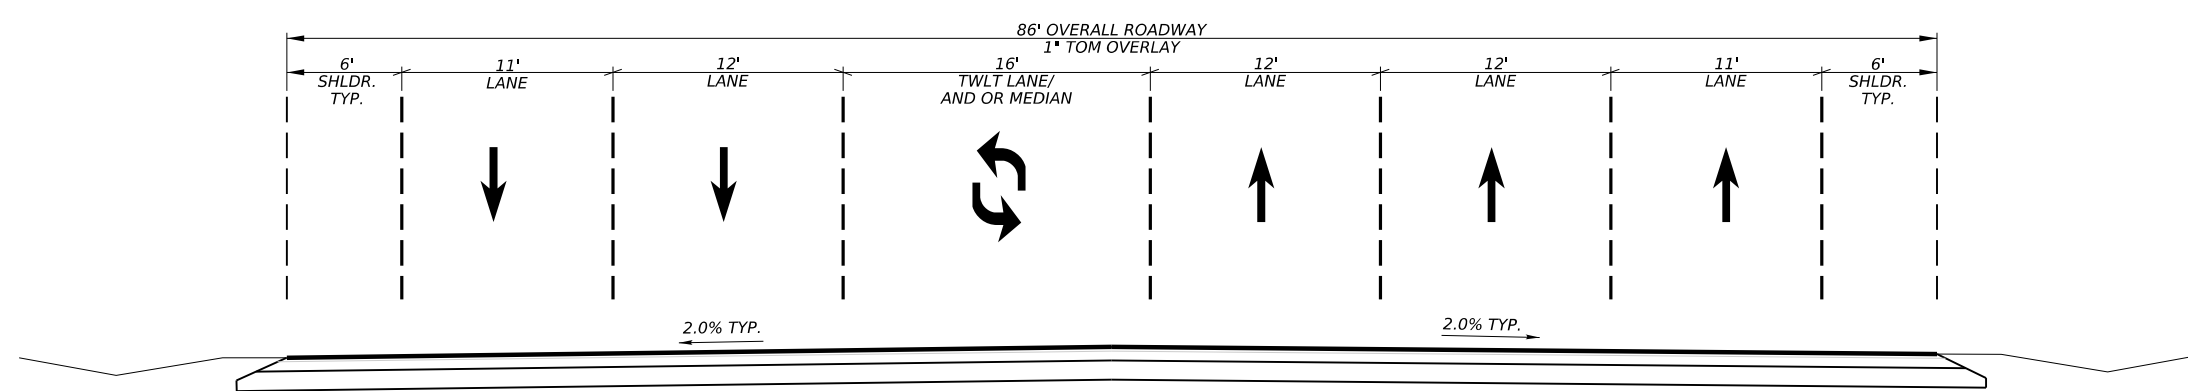 86' OVERALL ROADWAY
1" TOM OVERLAY
6'
SHLDR.
TYP.
11'
LANE
12'
LANE
16'
TWLT LANE/
AND OR MEDIAN
12'
LANE
12'
LANE
11'
LANE
6'
SHLDR.
TYP.
2.0% TYP.
2.0% TYP.